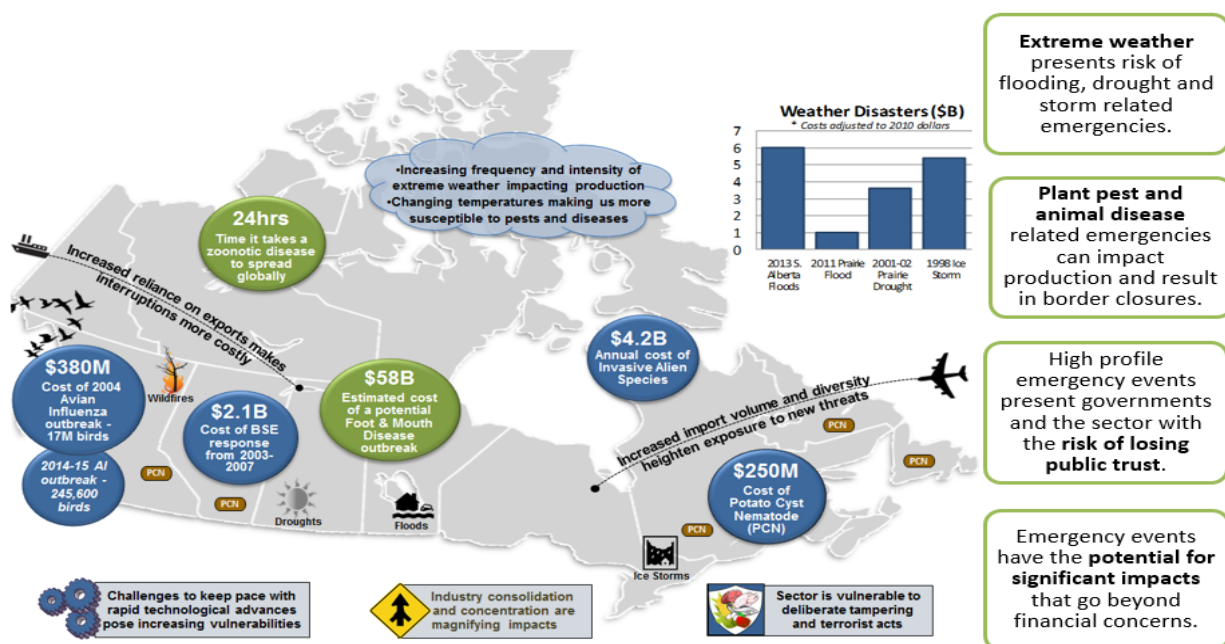 •Increasing frequency and intensity of
extreme weather impacting production
•Changing temperatures making us more
susceptible to pests and diseases
24hrs
Time it takes a
zoonotic disease
to spread
globally
Increased reliance on exports makes
interruptions more costly
$380M
Cost of 2004
Avian
Influenza
outbreak -
17M birds
2014-15 AI
outbreak -
245,600
birds
Wildfires
$2.1B
Cost of BSE
response
from 2003-
2007
$58B
Estimated cost
of a potential
Foot & Mouth
Disease
outbreak
PCN
PCN
Droughts
Floods
Weather Disasters ($B)
* Costs adjusted to 2010 dollars
7
6
5
4
3
2
1
0
2013 S.
Alberta
Floods
2011 Prairie
Flood
2001-02
Prairie
Drought
1998 Ice
Storm
$4.2B
Annual cost of
Invasive Alien
Species
Increased import volume and diversity
heighten exposure to new threats
PCN
PCN
$250M
Cost of
Potato Cyst
Nematode
(PCN)
PCN
Ice Storms
Challenges to keep pace with
rapid technological advances
pose increasing vulnerabilities
Industry consolidation
and concentration are
magnifying impacts
Sector is vulnerable to
deliberate tampering
and terrorist acts
Extreme weather
presents risk of
flooding, drought and
storm related
emergencies.
Plant pest and
animal disease
related emergencies
can impact
production and result
in border closures.
High profile
emergency events
present governments
and the sector with
the risk of losing
public trust.
Emergency events
have the potential for
significant impacts
that go beyond
financial concerns.